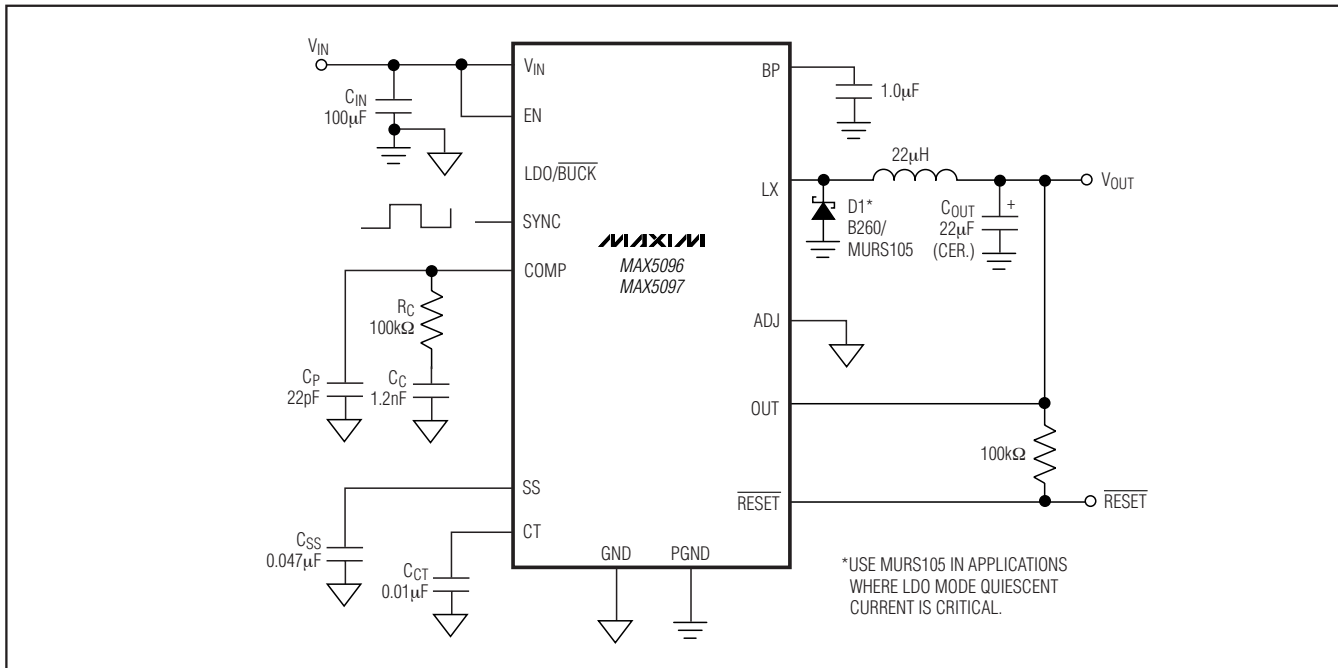 VIN
VIN
CIN
100µF
EN
LDO/BUCK
SYNC
COMP
RC
100kΩ
CP
22pF
CC
1.2nF
SS
CSS
0.047µF
CT
CCT
0.01µF
MAXIM
MAX5096
MAX5097
GND
PGND
BP
1.0µF
22µH
LX
VOUT
D1*
B260/
MURS105
COUT
+
22µF
(CER.)
ADJ
OUT
100kΩ
RESET
RESET
*USE MURS105 IN APPLICATIONS
WHERE LDO MODE QUIESCENT
CURRENT IS CRITICAL.